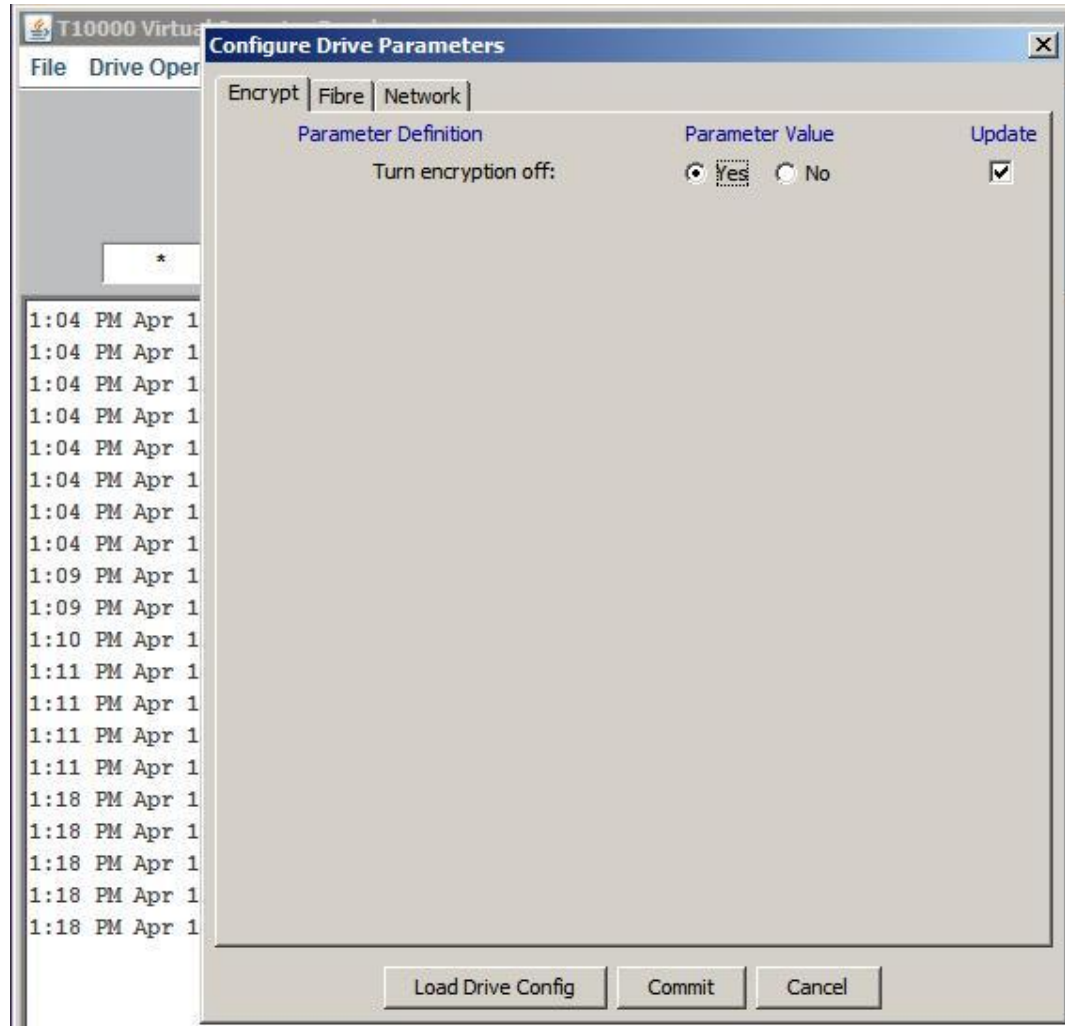 T10000 Virtua
Configure Drive Parameters
File Drive Oper
Encrypt Fibre Network
Parameter Definition Parameter Value Update
Turn encryption off: Yes No
*
1:04 PM Apr 1
1:04 PM Apr 1
1:04 PM Apr 1
1:04 PM Apr 1
1:04 PM Apr 1
1:04 PM Apr 1
1:04 PM Apr 1
1:04 PM Apr 1
1:09 PM Apr 1
1:09 PM Apr 1
1:10 PM Apr 1
1:11 PM Apr 1
1:11 PM Apr 1
1:11 PM Apr 1
1:11 PM Apr 1
1:18 PM Apr 1
1:18 PM Apr 1
1:18 PM Apr 1
1:18 PM Apr 1
1:18 PM Apr 1
Load Drive Config Commit Cancel